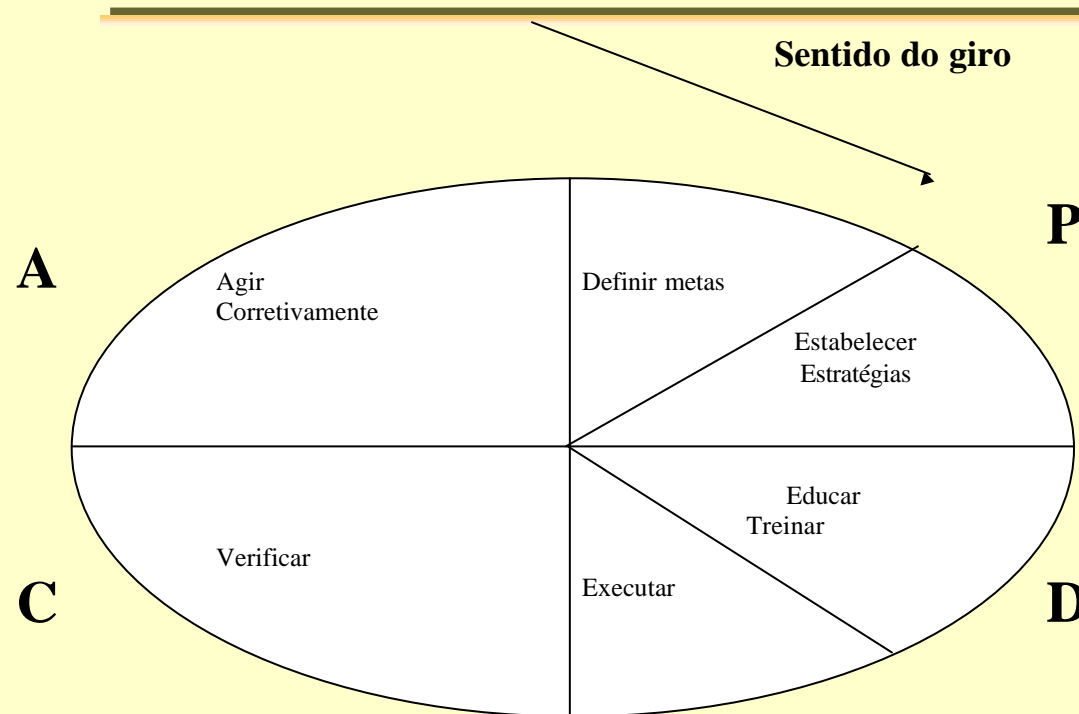 Sentido do giro
P
A
Agir
Corretivamente
Definir metas
Estabelecer
Estratégias
Educar
Treinar
Verificar
Executar
C
D